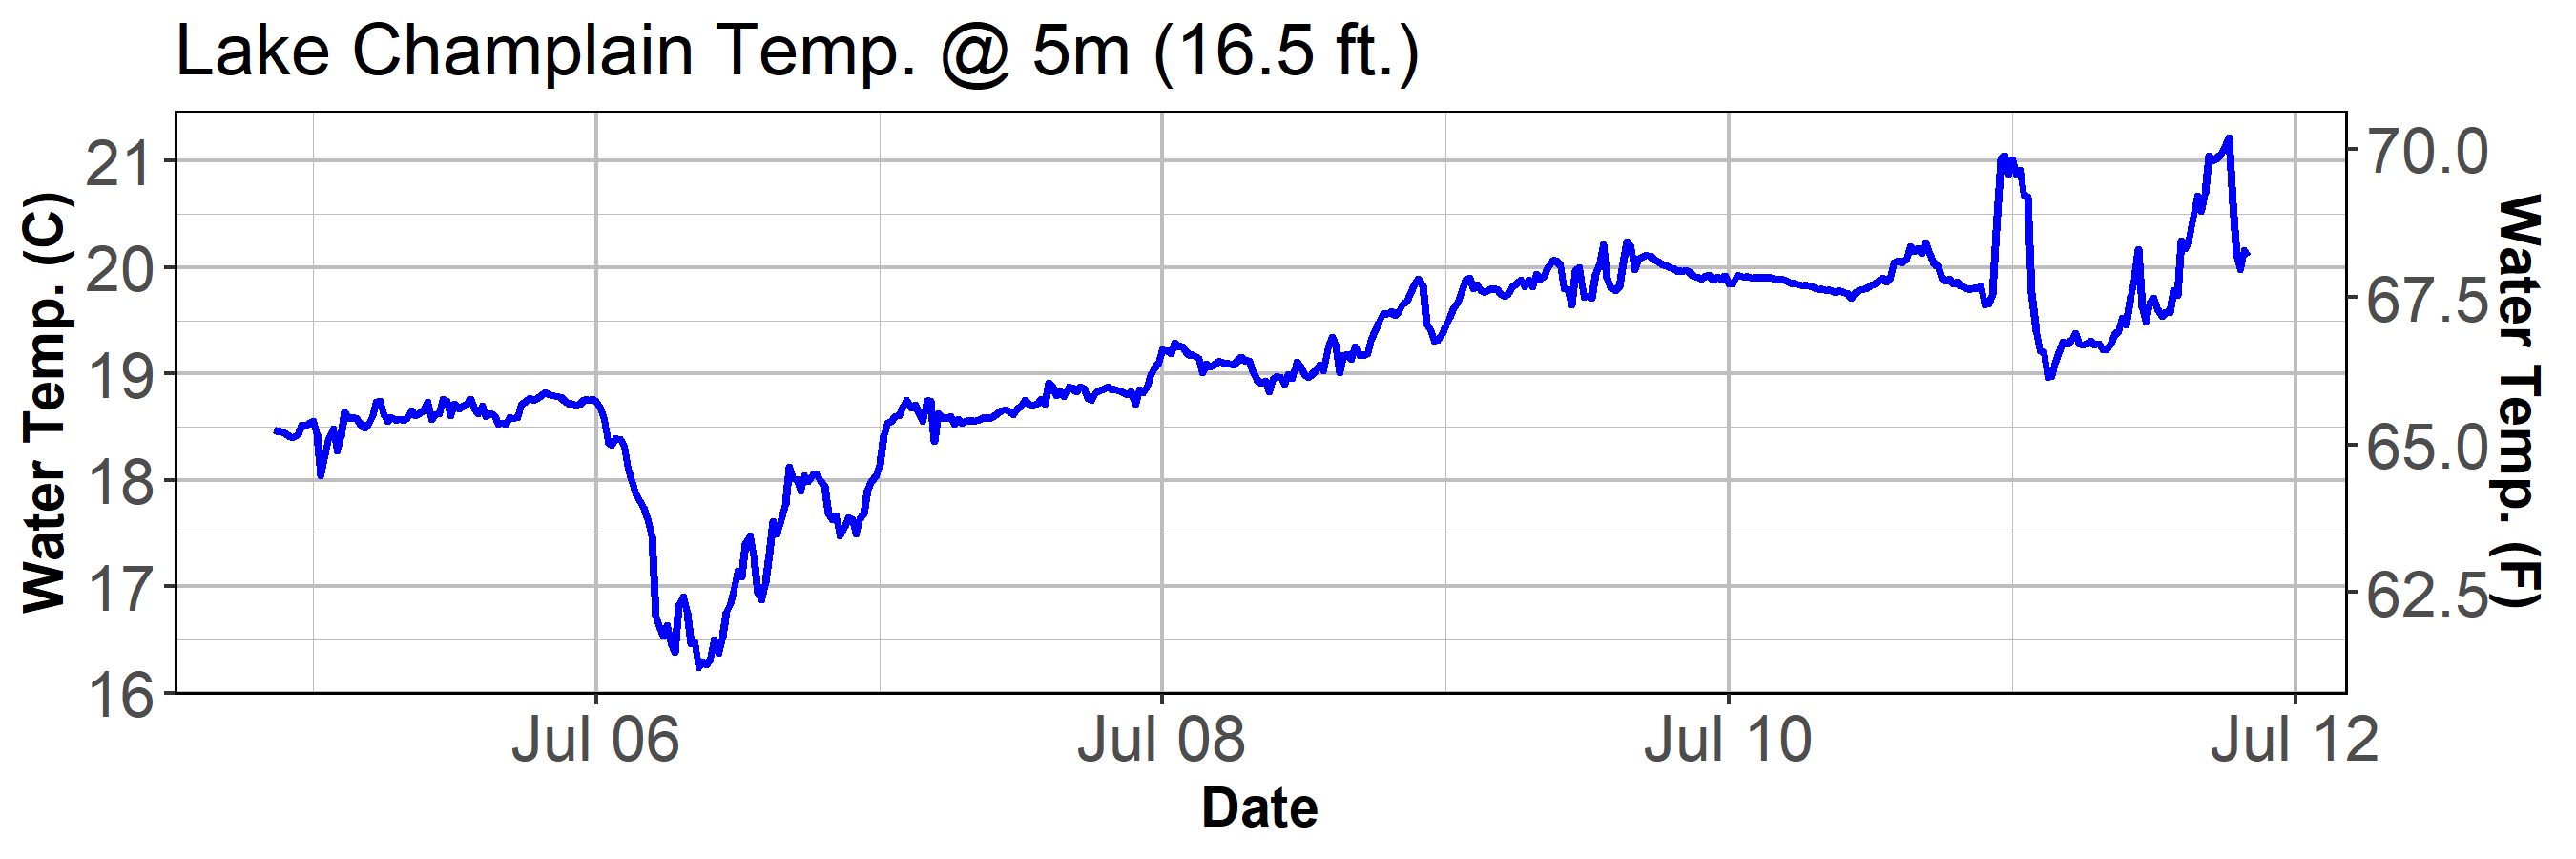 Lake Champlain Temp. @ 5m (16.5 ft.)
Water Temp. (C)
21
20
19
18
17
16
70.0
67.5
65.0
62.5
Water Temp. (F)
Jul 06 Jul 08 Jul 10 Jul 12
Date